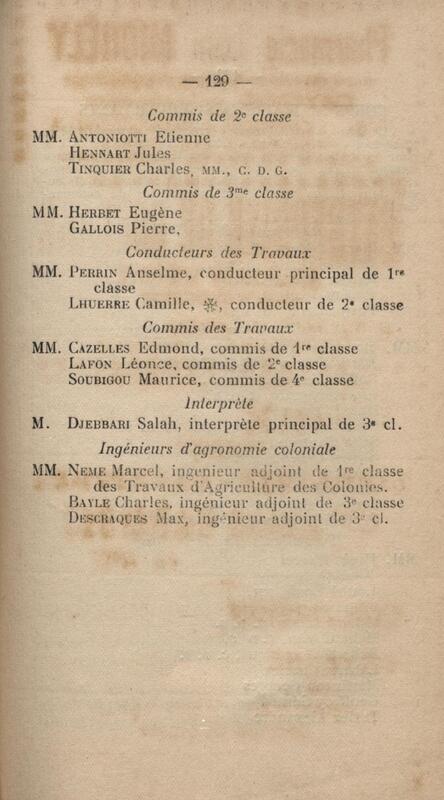 — 129 —
Commis de 2e classe
MM. ANTONIOTTI Etienne
HENNART Jules
TINQUIER Charles, MM., C. D. G.
Commis de 3me classe
MM. HERBET Eugène
GALLOIS Pierre,
Conducteurs des Travaux
MM. PERRIN Anselme, conducteur principal de 1re
classe
LHUERRE Camille, ✠, conducteur de 2e classe
Commis des Travaux
MM. CAZELLES Edmond, commis de 1re classe
LAFON Léonce, commis de 2e classe
SOUBIGOU Maurice, commis de 4e classe
Interprète
M. DJEBBARI Salah, interprète principal de 3e cl.
Ingénieurs d'agronomie coloniale
MM. NEME Marcel, ingenieur adjoint de 1re classe
des Travaux d'Agriculture des Colonies.
BAYLE Charles, ingénieur adjoint de 3e classe
DESCRAQUES Max, ingénieur adjoint de 3e cl.